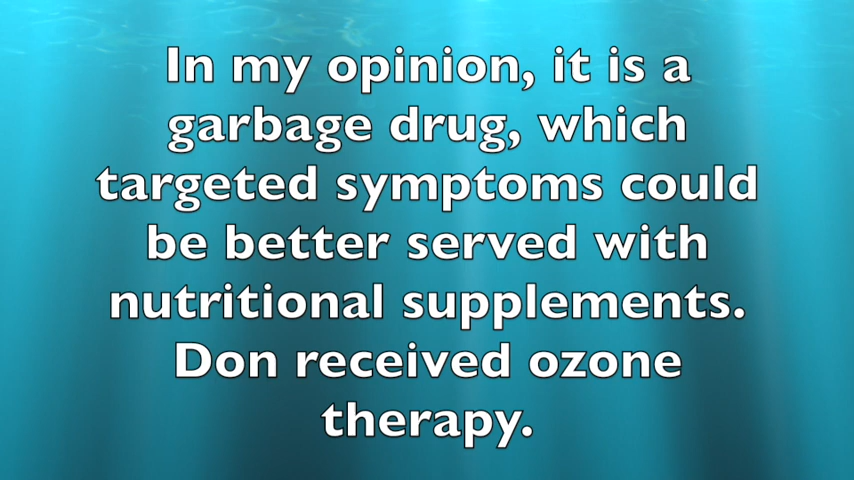 In my opinion, it is a
garbage drug, which
targeted symptoms could
be better served with
nutritional supplements.
Don received ozone
therapy.